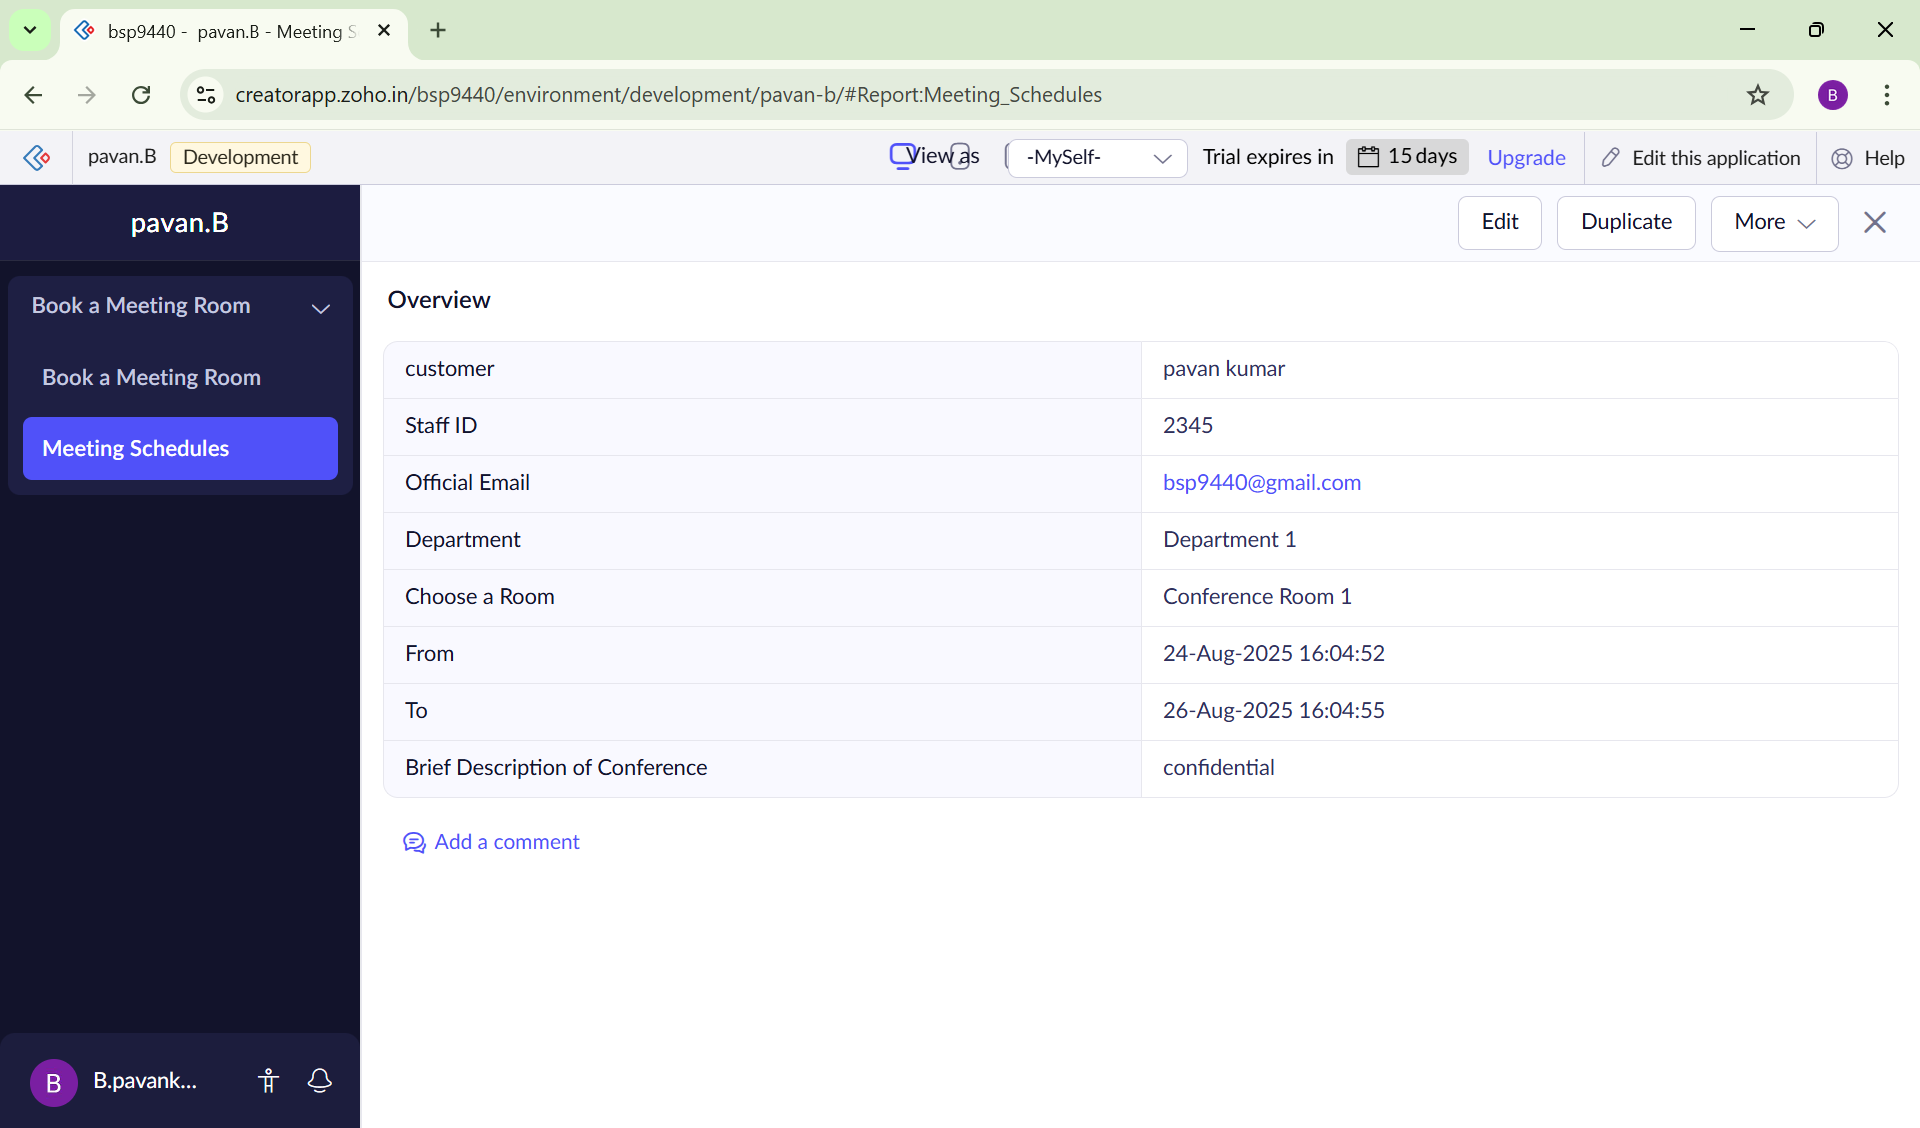 bsp9440 - pavan.B - Meeting S
creatorapp.zoho.in/bsp9440/environment/development/pavan-b/#Report:Meeting_Schedules
B
pavan.B Development View as -MySelf- Trial expires in 15 days Upgrade Edit this application Help
pavan.B
Edit Duplicate More
Book a Meeting Room
Book a Meeting Room
Meeting Schedules
Overview
customer pavan kumar
Staff ID 2345
Official Email bsp9440@gmail.com
Department Department 1
Choose a Room Conference Room 1
From 24-Aug-2025 16:04:52
To 26-Aug-2025 16:04:55
Brief Description of Conference confidential
Add a comment
B B.pavank...